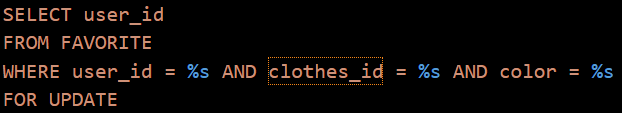 SELECT user_id
FROM FAVORITE
WHERE user_id = %s AND clothes_id = %s AND color = %s
FOR UPDATE